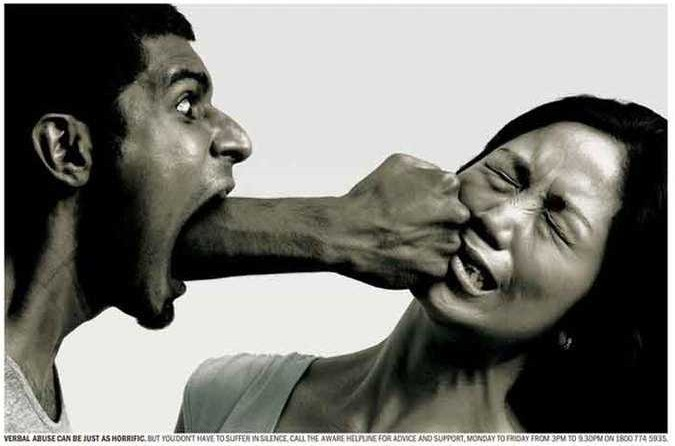 VERBAL ABUSE CAN BE JUST AS HORRIFIC. BUT YOU DON'T HAVE TO SUFFER IN SILENCE. CALL THE AWARE HELPLINE FOR ADVICE AND SUPPORT, MONDAY TO FRIDAY FROM 3PM TO 9.30PM ON 1800 774 5935.